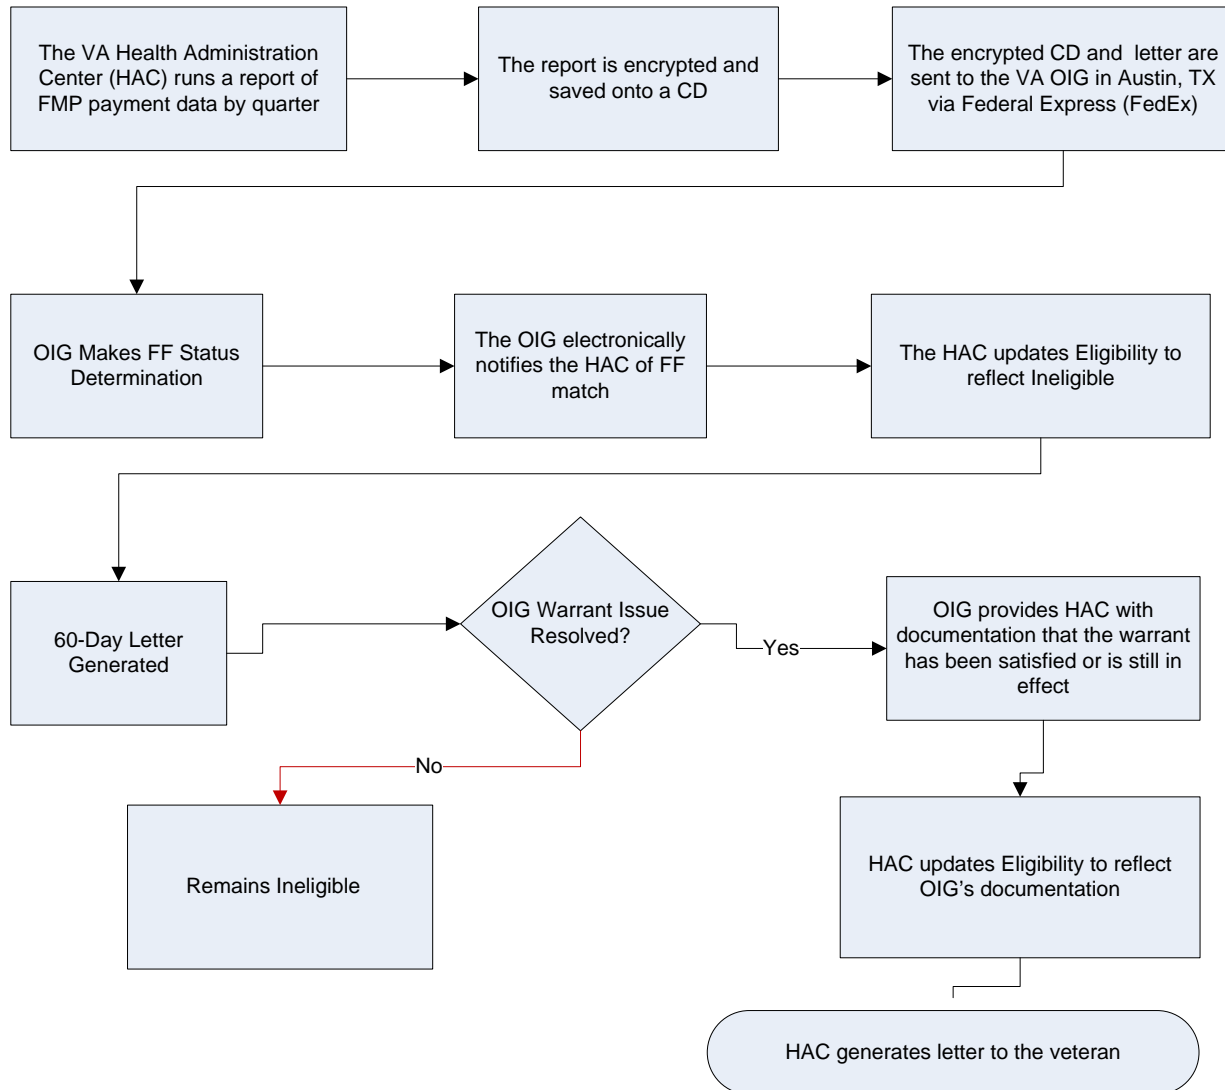 The VA Health Administration
Center (HAC) runs a report of
FMP payment data by quarter
The report is encrypted and
saved onto a CD
The encrypted CD and letter are
sent to the VA OIG in Austin, TX
via Federal Express (FedEx)
OIG Makes FF Status
Determination
The OIG electronically
notifies the HAC of FF
match
The HAC updates Eligibility to
reflect Ineligible
60-Day Letter
Generated
OIG Warrant Issue
Resolved?
Yes
OIG provides HAC with
documentation that the warrant
has been satisfied or is still in
effect
No
Remains Ineligible
HAC updates Eligibility to reflect
OIG’s documentation
HAC generates letter to the veteran